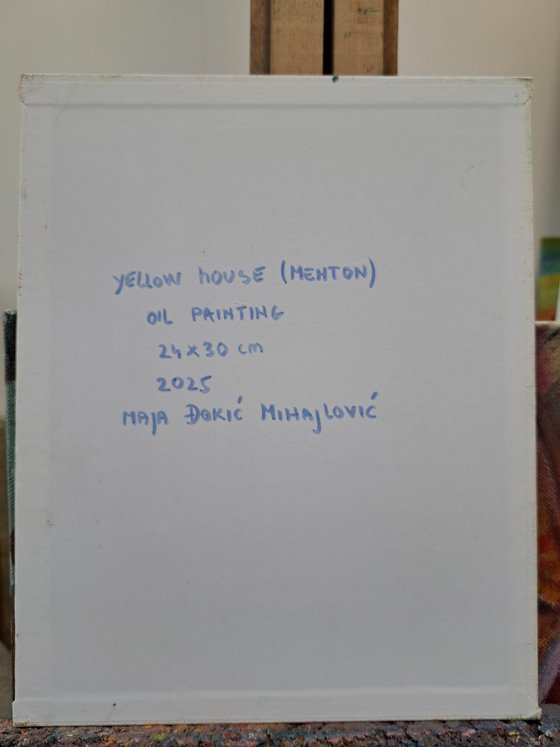 YELLOW HOUSE (MENTON)
OIL PAINTING
24x30 cm
2025
MAJA ĐOKIĆ MIHAJLOVIĆ